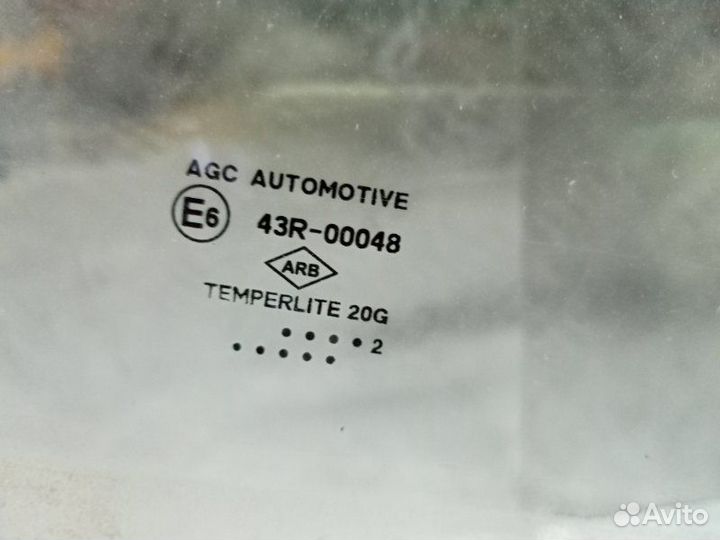 AGC AUTOMOTIVE
E6 43R-00048
ARB
TEMPERLITE 20G
•••• 2
•••••
Avito